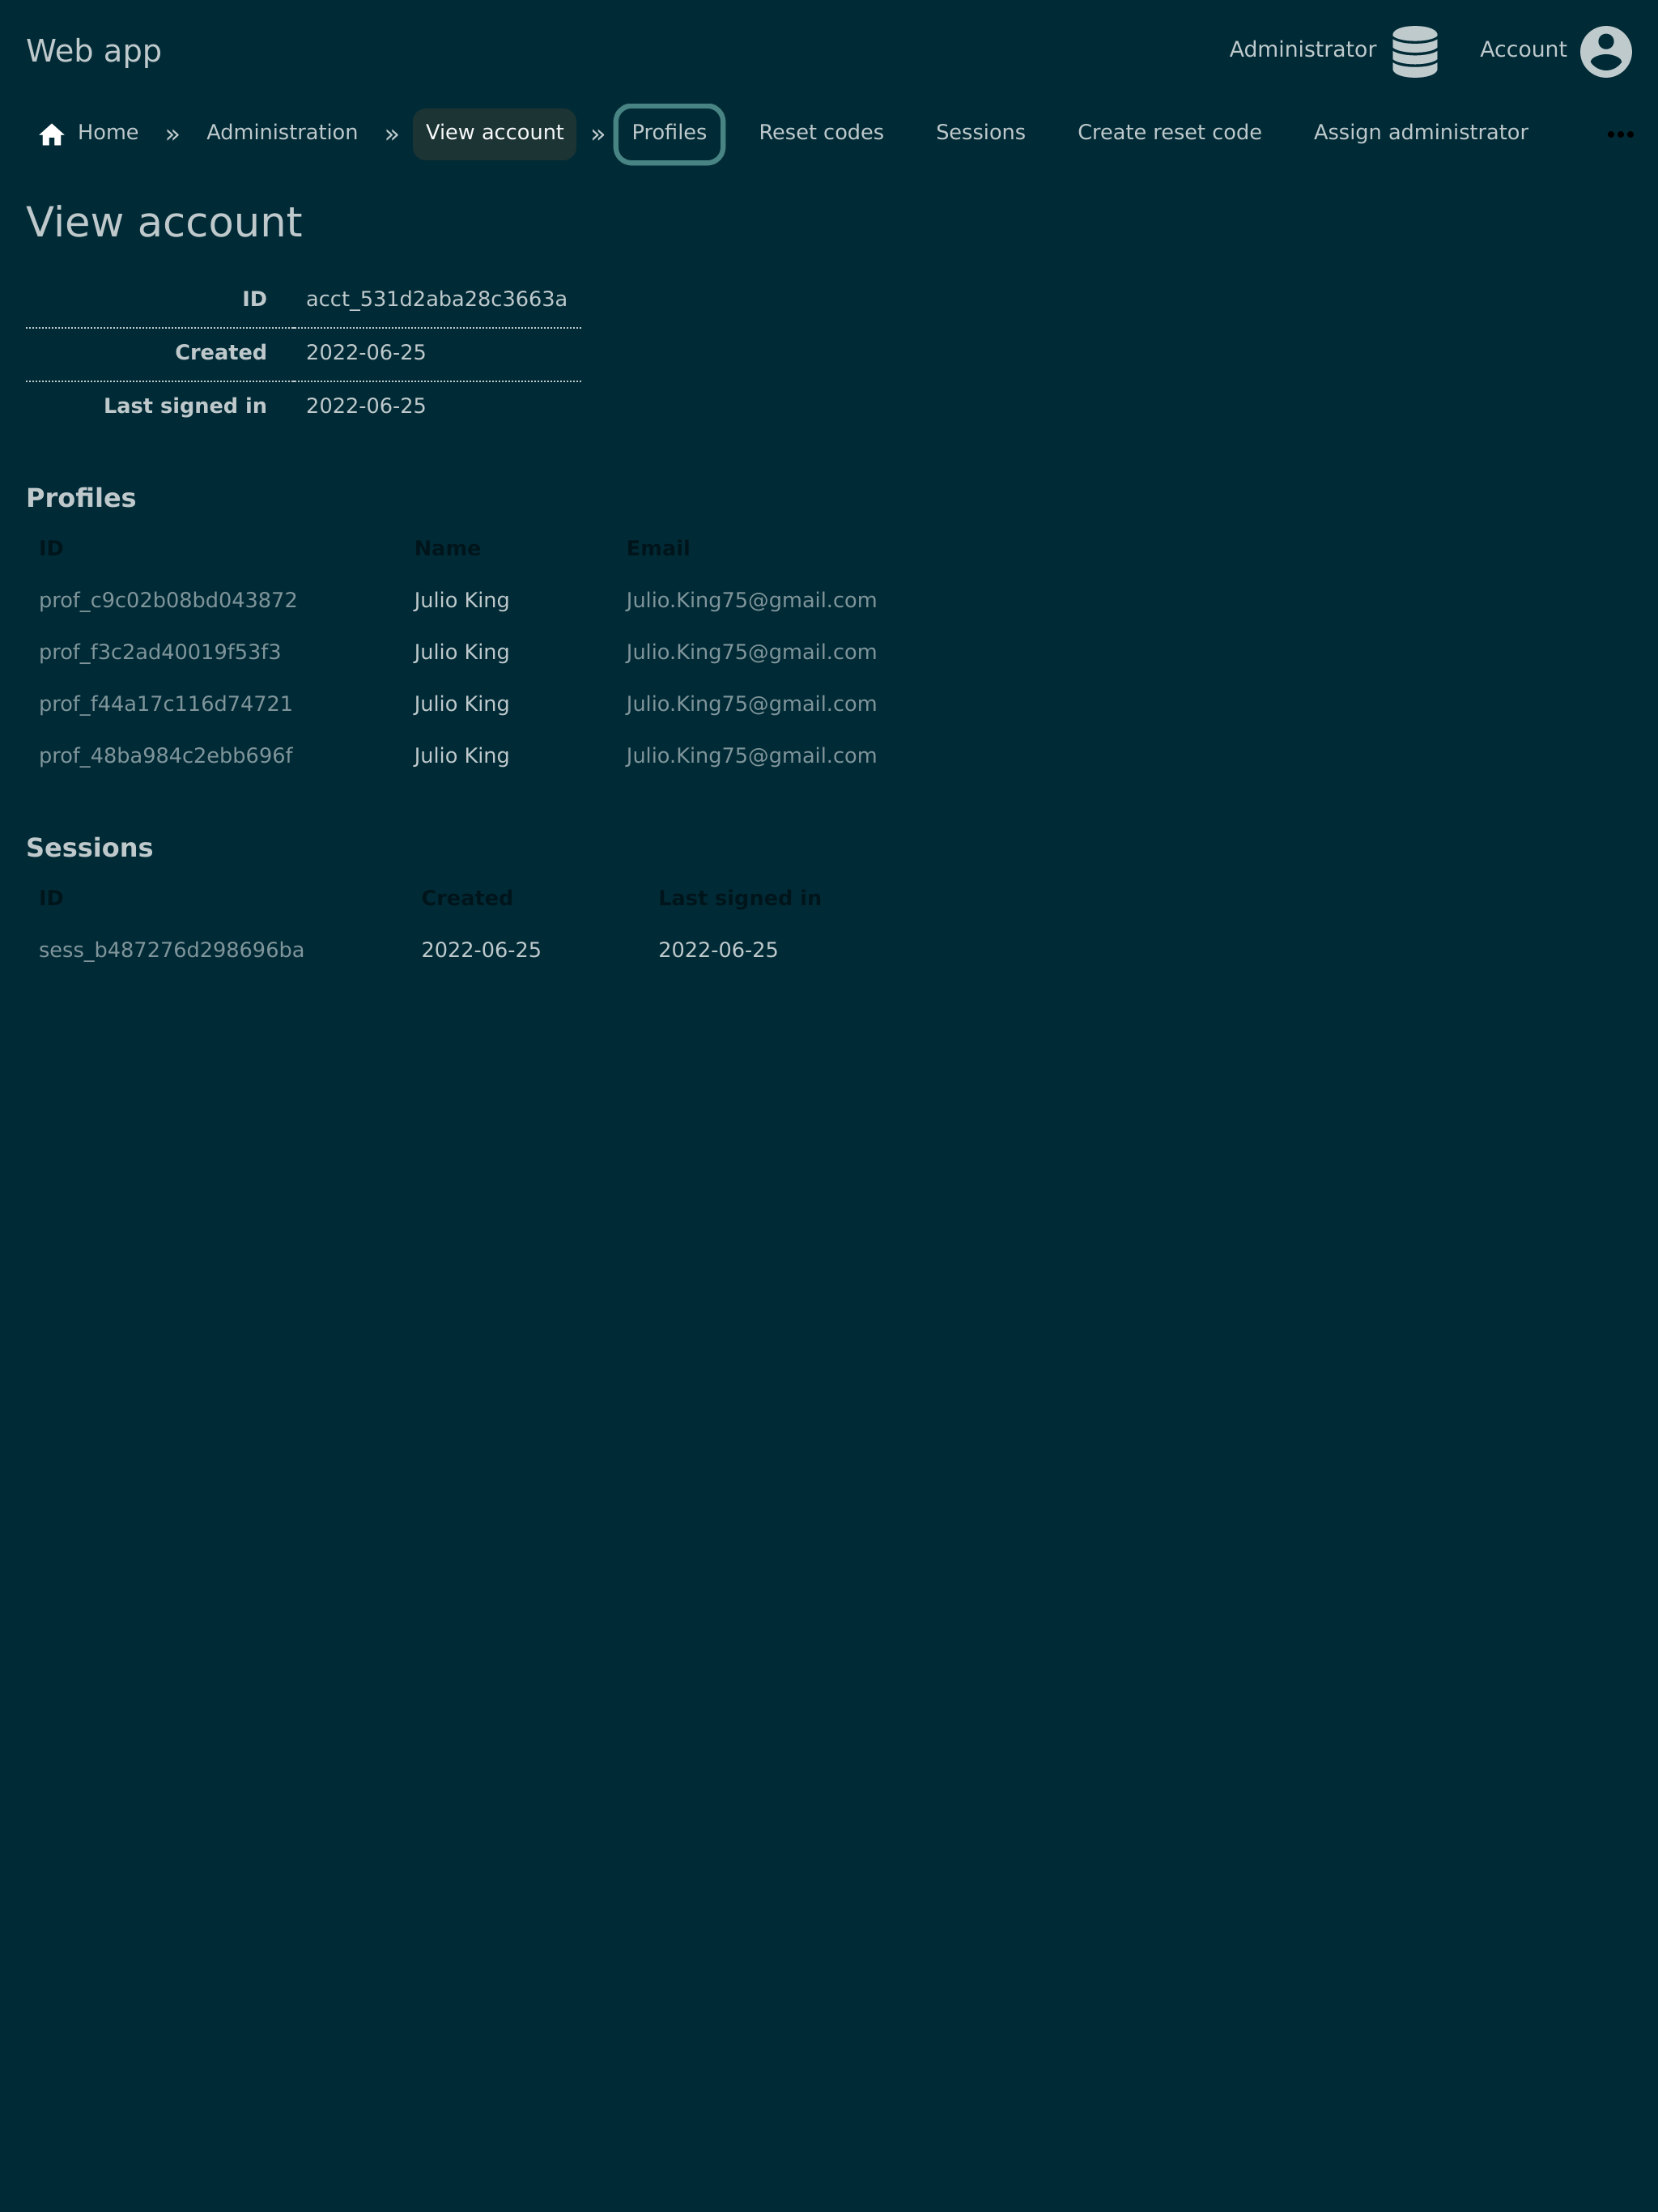 Web app
Administrator Account
Home » Administration » View account » Profiles Reset codes Sessions Create reset code Assign administrator
View account
ID acct_531d2aba28c3663a
Created 2022-06-25
Last signed in 2022-06-25
Profiles
ID Name Email
prof_c9c02b08bd043872 Julio King Julio.King75@gmail.com
prof_f3c2ad40019f53f3 Julio King Julio.King75@gmail.com
prof_f44a17c116d74721 Julio King Julio.King75@gmail.com
prof_48ba984c2ebb696f Julio King Julio.King75@gmail.com
Sessions
ID Created Last signed in
sess_b487276d298696ba 2022-06-25 2022-06-25